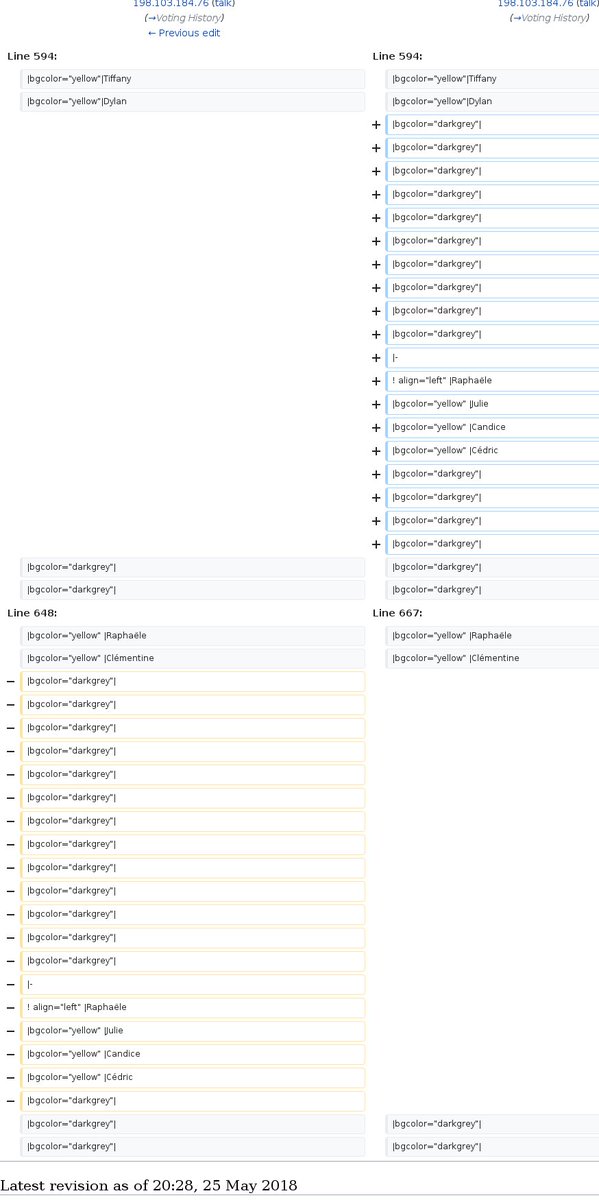 198.103.184.76 (talk)
(→Voting History)
← Previous edit
198.103.184.76 (talk)
(→Voting History)
Line 594:
Line 594:
|bgcolor="yellow"|Tiffany
|bgcolor="yellow"|Tiffany
|bgcolor="yellow"|Dylan
|bgcolor="yellow"|Dylan
+ |bgcolor="darkgrey"|
+ |bgcolor="darkgrey"|
+ |bgcolor="darkgrey"|
+ |bgcolor="darkgrey"|
+ |bgcolor="darkgrey"|
+ |bgcolor="darkgrey"|
+ |bgcolor="darkgrey"|
+ |bgcolor="darkgrey"|
+ |bgcolor="darkgrey"|
+ |bgcolor="darkgrey"|
+ |-
+ ! align="left" |Raphaële
+ |bgcolor="yellow" |Julie
+ |bgcolor="yellow" |Candice
+ |bgcolor="yellow" |Cédric
+ |bgcolor="darkgrey"|
+ |bgcolor="darkgrey"|
+ |bgcolor="darkgrey"|
+ |bgcolor="darkgrey"|
|bgcolor="darkgrey"|
|bgcolor="darkgrey"|
|bgcolor="darkgrey"|
|bgcolor="darkgrey"|
Line 648:
Line 667:
|bgcolor="yellow" |Raphaële
|bgcolor="yellow" |Raphaële
|bgcolor="yellow" |Clémentine
|bgcolor="yellow" |Clémentine
− |bgcolor="darkgrey"|
− |bgcolor="darkgrey"|
− |bgcolor="darkgrey"|
− |bgcolor="darkgrey"|
− |bgcolor="darkgrey"|
− |bgcolor="darkgrey"|
− |bgcolor="darkgrey"|
− |bgcolor="darkgrey"|
− |bgcolor="darkgrey"|
− |bgcolor="darkgrey"|
− |bgcolor="darkgrey"|
− |bgcolor="darkgrey"|
− |bgcolor="darkgrey"|
− |-
− ! align="left" |Raphaële
− |bgcolor="yellow" |Julie
− |bgcolor="yellow" |Candice
− |bgcolor="yellow" |Cédric
− |bgcolor="darkgrey"|
|bgcolor="darkgrey"|
|bgcolor="darkgrey"|
|bgcolor="darkgrey"|
|bgcolor="darkgrey"|
Latest revision as of 20:28, 25 May 2018